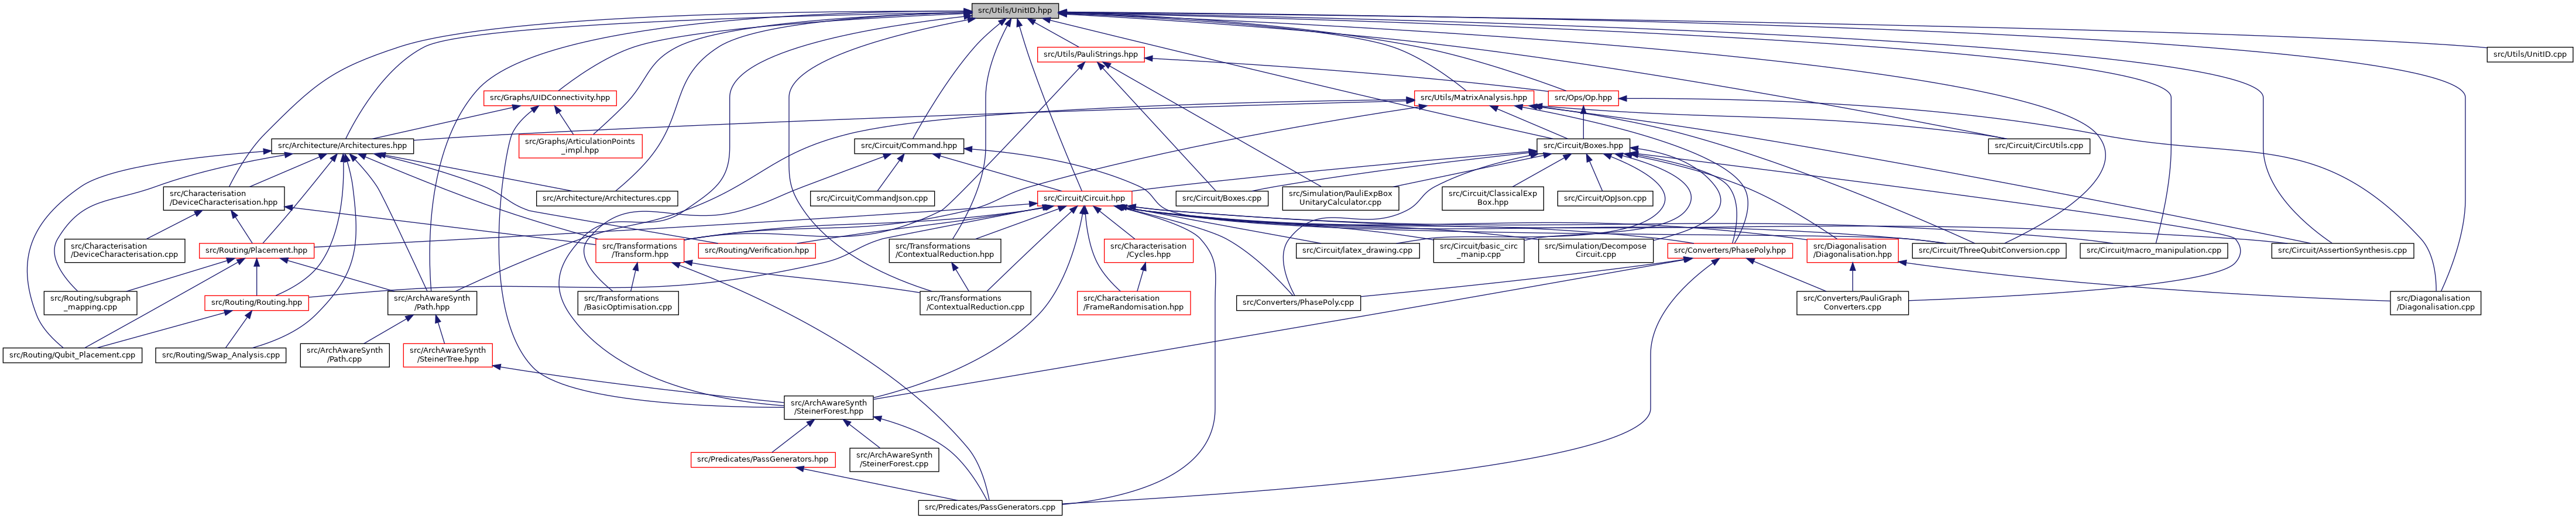 src/Utils/UnitID.hpp
src/Utils/PauliStrings.hpp
src/Utils/UnitID.cpp
src/Graphs/UIDConnectivity.hpp
src/Utils/MatrixAnalysis.hpp
src/Ops/Op.hpp
src/Architecture/Architectures.hpp
src/Graphs/ArticulationPoints
_impl.hpp
src/Circuit/Command.hpp
src/Circuit/Boxes.hpp
src/Circuit/CircUtils.cpp
src/Characterisation
/DeviceCharacterisation.hpp
src/Architecture/Architectures.cpp
src/Circuit/CommandJson.cpp
src/Circuit/Circuit.hpp
src/Circuit/Boxes.cpp
src/Simulation/PauliExpBox
UnitaryCalculator.cpp
src/Circuit/ClassicalExp
Box.hpp
src/Circuit/OpJson.cpp
src/Characterisation
/DeviceCharacterisation.cpp
src/Routing/Placement.hpp
src/Transformations
/Transform.hpp
src/Routing/Verification.hpp
src/Transformations
/ContextualReduction.hpp
src/Characterisation
/Cycles.hpp
src/Circuit/latex_drawing.cpp
src/Circuit/basic_circ
_manip.cpp
src/Simulation/Decompose
Circuit.cpp
src/Converters/PhasePoly.hpp
src/Diagonalisation
/Diagonalisation.hpp
src/Circuit/ThreeQubitConversion.cpp
src/Circuit/macro_manipulation.cpp
src/Circuit/AssertionSynthesis.cpp
src/Routing/subgraph
_mapping.cpp
src/Routing/Routing.hpp
src/ArchAwareSynth
/Path.hpp
src/Transformations
/BasicOptimisation.cpp
src/Transformations
/ContextualReduction.cpp
src/Characterisation
/FrameRandomisation.hpp
src/Converters/PhasePoly.cpp
src/Converters/PauliGraph
Converters.cpp
src/Diagonalisation
/Diagonalisation.cpp
src/Routing/Qubit_Placement.cpp
src/Routing/Swap_Analysis.cpp
src/ArchAwareSynth
/Path.cpp
src/ArchAwareSynth
/SteinerTree.hpp
src/ArchAwareSynth
/SteinerForest.hpp
src/Predicates/PassGenerators.hpp
src/ArchAwareSynth
/SteinerForest.cpp
src/Predicates/PassGenerators.cpp